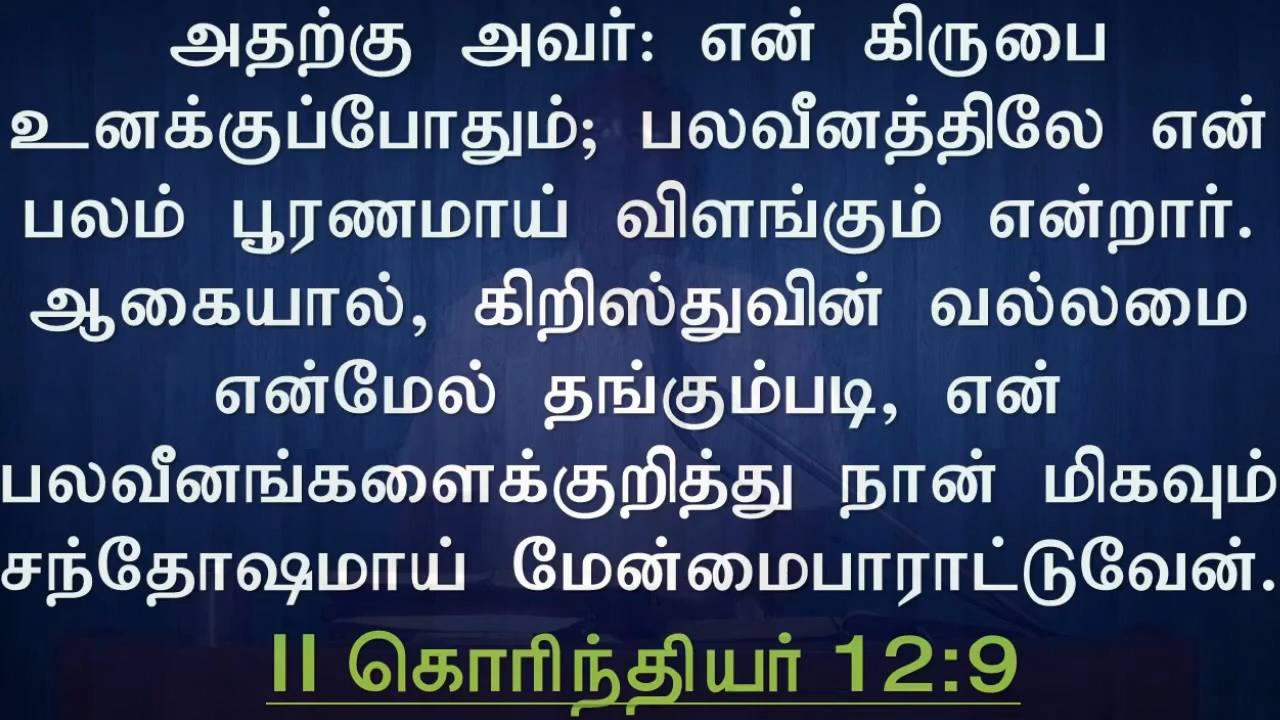 அதற்கு அவர்: என் கிருபை
உனக்குப்போதும்; பலவீனத்திலே என்
பலம் பூரணமாய் விளங்கும் என்றார்.
ஆகையால், கிறிஸ்துவின் வல்லமை
என்மேல் தங்கும்படி, என்
பலவீனங்களைக்குறித்து நான் மிகவும்
சந்தோஷமாய் மேன்மைபாராட்டுவேன்.
II கொரிந்தியர் 12:9